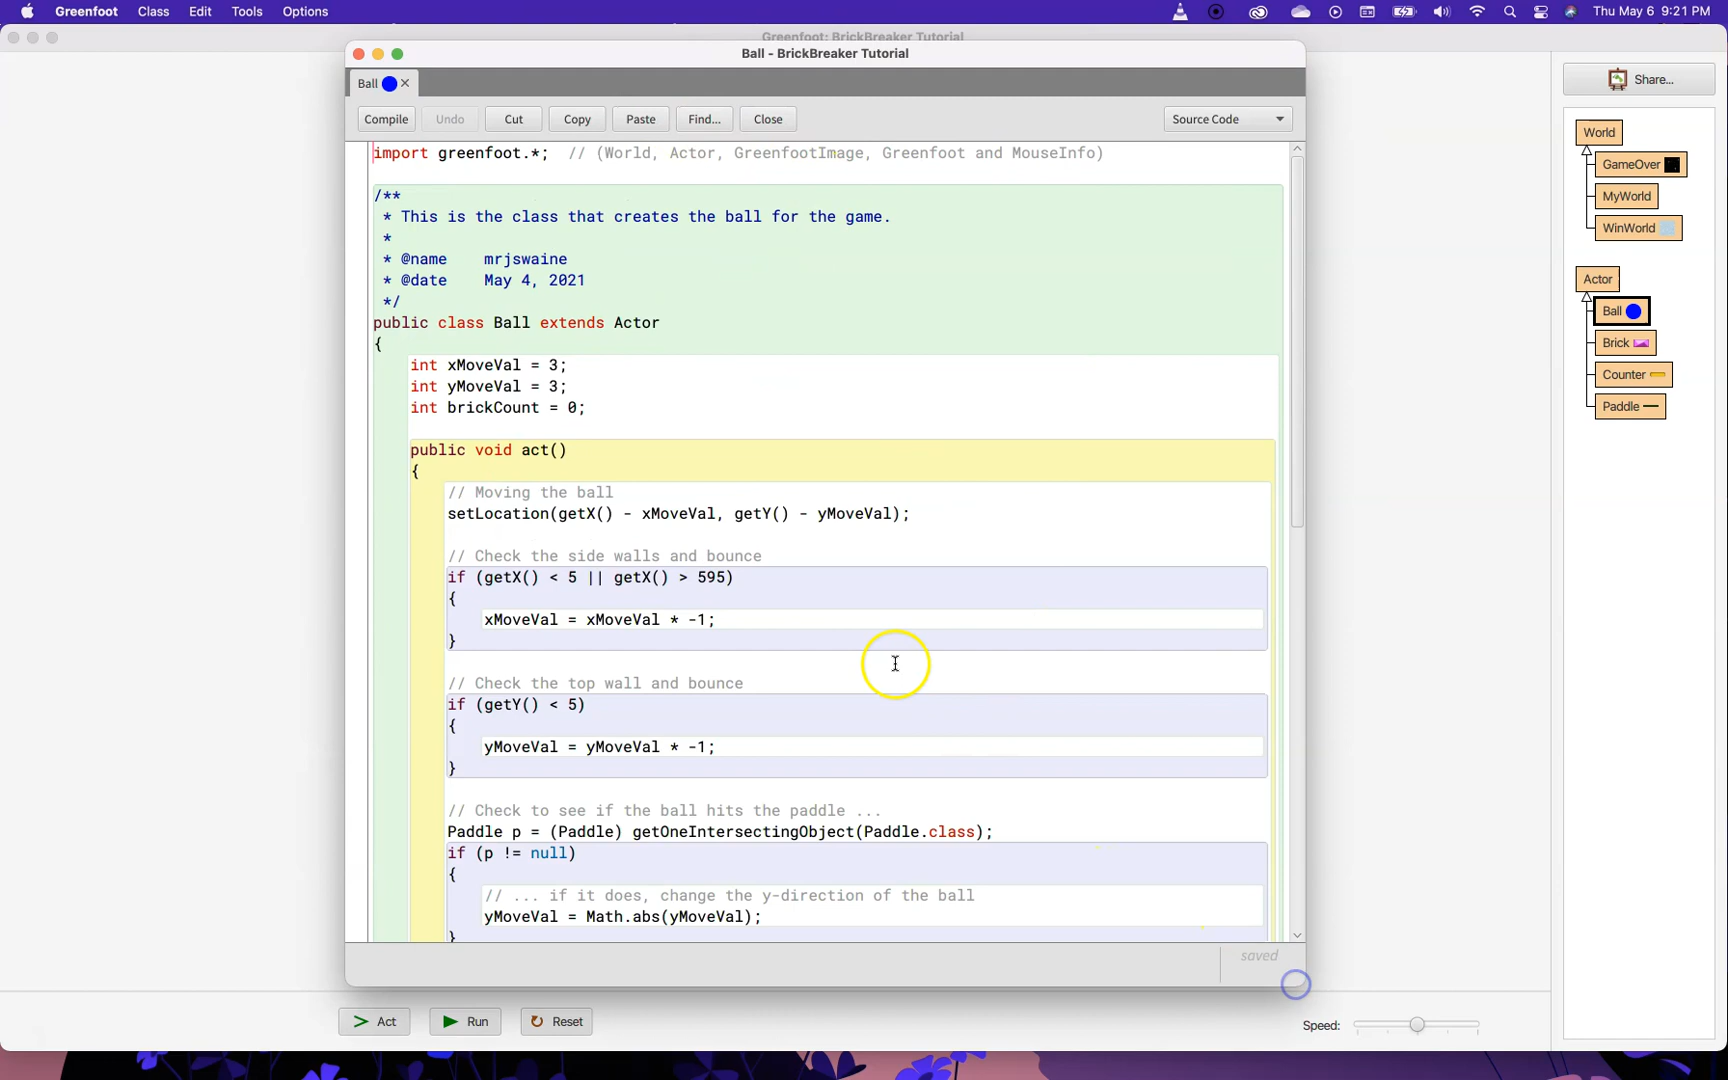 Greenfoot Class Edit Tools Options Thu May 6 9:21 PM
Greenfoot: BrickBreaker Tutorial
Ball - BrickBreaker Tutorial
Ball
Compile Undo Cut Copy Paste Find... Close Source Code
import greenfoot.*;  // (World, Actor, GreenfootImage, Greenfoot and MouseInfo)
/**
* This is the class that creates the ball for the game.
*
* @name    mrjswaine
* @date    May 4, 2021
*/
public class Ball extends Actor
{
int xMoveVal = 3;
int yMoveVal = 3;
int brickCount = 0;
public void act()
{
// Moving the ball
setLocation(getX() - xMoveVal, getY() - yMoveVal);
// Check the side walls and bounce
if (getX() < 5 || getX() > 595)
{
xMoveVal = xMoveVal * -1;
}
// Check the top wall and bounce
if (getY() < 5)
{
yMoveVal = yMoveVal * -1;
}
// Check to see if the ball hits the paddle ...
Paddle p = (Paddle) getOneIntersectingObject(Paddle.class);
if (p != null)
{
// ... if it does, change the y-direction of the ball
yMoveVal = Math.abs(yMoveVal);
}
saved
Share...
World
GameOver
MyWorld
WinWorld
Actor
Ball
Brick
Counter
Paddle
Act Run Reset Speed: